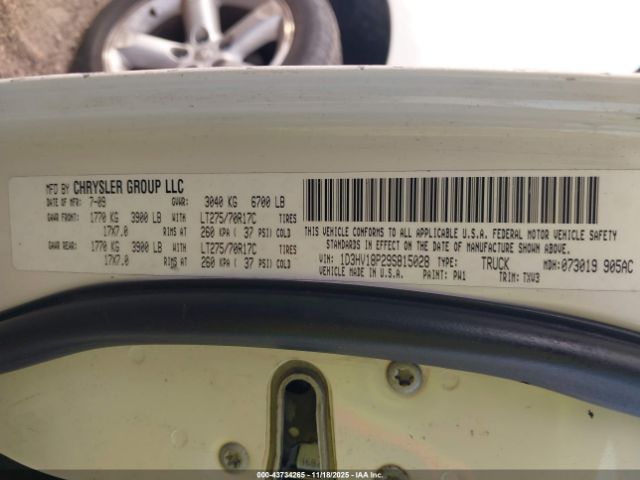 MFD BY CHRYSLER GROUP LLC
DATE OF MFR: 7-09 GVWR: 3040 KG 6700 LB
GAWR FRONT: 1770 KG 3900 LB WITH LT275/70R17C TIRES
17X7.0 RIMS AT 260 KPA ( 37 PSI) COLD
GAWR REAR: 1770 KG 3900 LB WITH LT275/70R17C TIRES
17X7.0 RIMS AT 260 KPA ( 37 PSI) COLD
THIS VEHICLE CONFORMS TO ALL APPLICABLE U.S.A. FEDERAL MOTOR VEHICLE SAFETY
STANDARDS IN EFFECT ON THE DATE OF MANUFACTURE SHOWN ABOVE.
VIN: 1D3HV18P29S815028 TYPE: TRUCK MDH: 073019 905AC
VEHICLE MADE IN U.S.A. PAINT: PW1 TRIM: TXV3
000-43734265 - 11/18/2025 - IAAI.COM